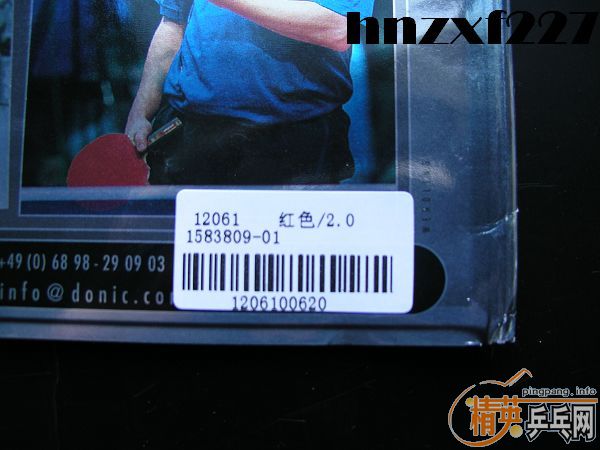 hnzxf227
12061 红色/2.0
1583809-01
1206100620
+49(0) 68 98 - 29 09 03
info@donic.co
pingpang.info
精英乒乓网